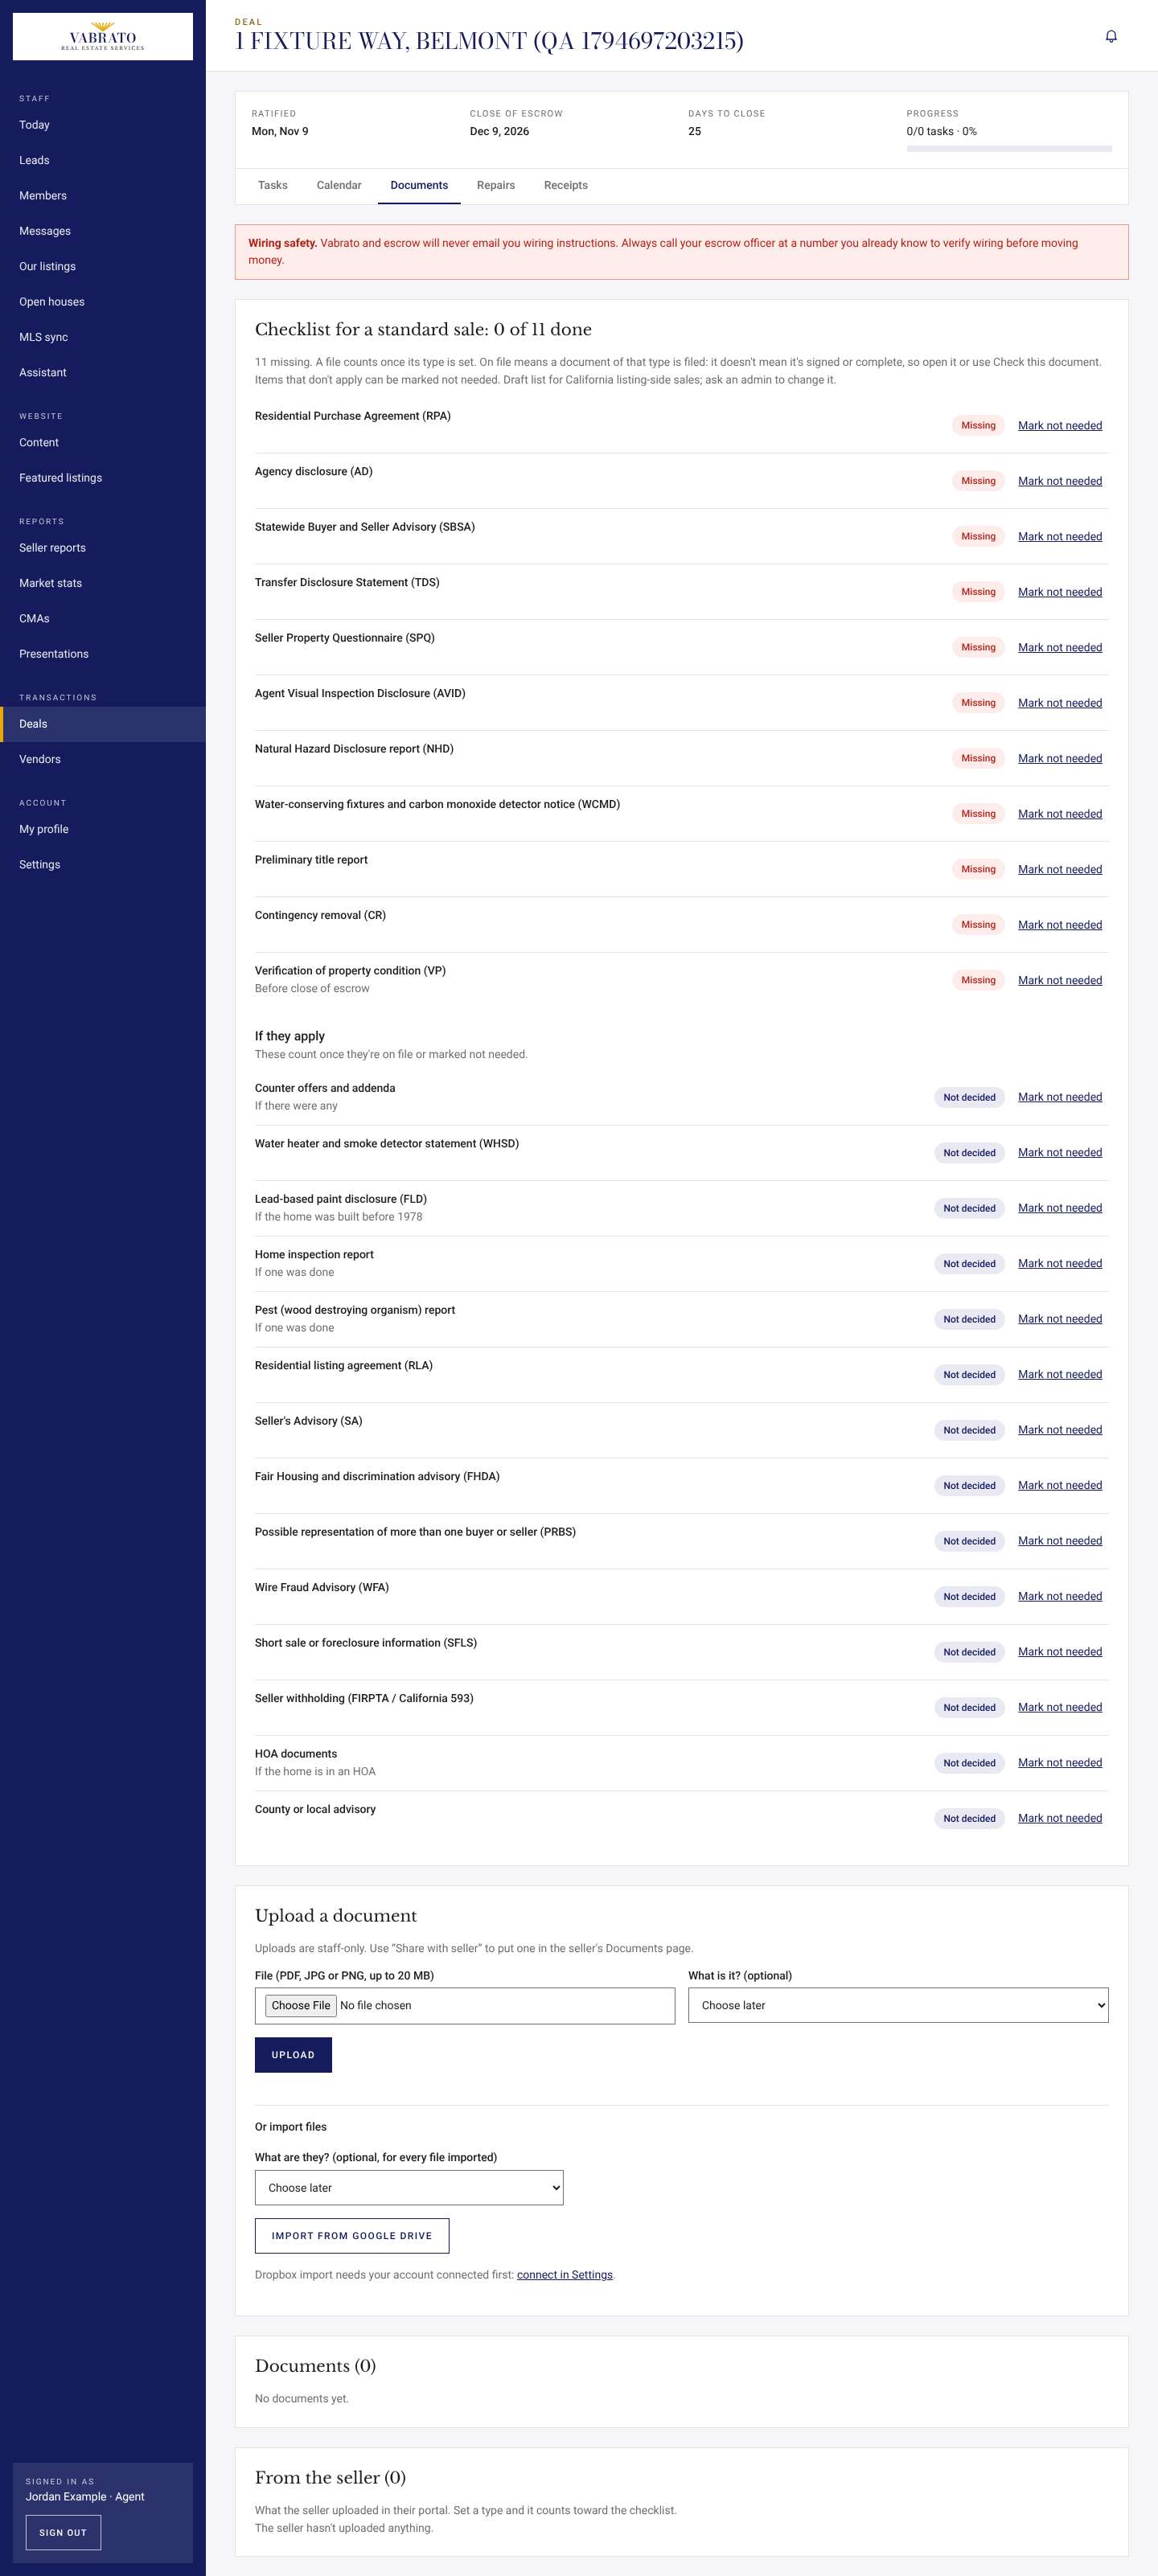 VABRATO
REAL ESTATE SERVICES
STAFF
Today
Leads
Members
Messages
Our listings
Open houses
MLS sync
Assistant
WEBSITE
Content
Featured listings
REPORTS
Seller reports
Market stats
CMAs
Presentations
TRANSACTIONS
Deals
Vendors
ACCOUNT
My profile
Settings
SIGNED IN AS
Jordan Example · Agent
SIGN OUT
DEAL
1 FIXTURE WAY, BELMONT (QA 1794697203215)
RATIFIED
Mon, Nov 9
CLOSE OF ESCROW
Dec 9, 2026
DAYS TO CLOSE
25
PROGRESS
0/0 tasks · 0%
Tasks Calendar Documents Repairs Receipts
Wiring safety. Vabrato and escrow will never email you wiring instructions. Always call your escrow officer at a number you already know to verify wiring before moving
money.
Checklist for a standard sale: 0 of 11 done
11 missing. A file counts once its type is set. On file means a document of that type is filed: it doesn't mean it's signed or complete, so open it or use Check this document.
Items that don't apply can be marked not needed. Draft list for California listing-side sales; ask an admin to change it.
Residential Purchase Agreement (RPA) Missing Mark not needed
Agency disclosure (AD) Missing Mark not needed
Statewide Buyer and Seller Advisory (SBSA) Missing Mark not needed
Transfer Disclosure Statement (TDS) Missing Mark not needed
Seller Property Questionnaire (SPQ) Missing Mark not needed
Agent Visual Inspection Disclosure (AVID) Missing Mark not needed
Natural Hazard Disclosure report (NHD) Missing Mark not needed
Water-conserving fixtures and carbon monoxide detector notice (WCMD) Missing Mark not needed
Preliminary title report Missing Mark not needed
Contingency removal (CR) Missing Mark not needed
Verification of property condition (VP) Missing Mark not needed
Before close of escrow
If they apply
These count once they're on file or marked not needed.
Counter offers and addenda Not decided Mark not needed
If there were any
Water heater and smoke detector statement (WHSD) Not decided Mark not needed
Lead-based paint disclosure (FLD) Not decided Mark not needed
If the home was built before 1978
Home inspection report Not decided Mark not needed
If one was done
Pest (wood destroying organism) report Not decided Mark not needed
If one was done
Residential listing agreement (RLA) Not decided Mark not needed
Seller's Advisory (SA) Not decided Mark not needed
Fair Housing and discrimination advisory (FHDA) Not decided Mark not needed
Possible representation of more than one buyer or seller (PRBS) Not decided Mark not needed
Wire Fraud Advisory (WFA) Not decided Mark not needed
Short sale or foreclosure information (SFLS) Not decided Mark not needed
Seller withholding (FIRPTA / California 593) Not decided Mark not needed
HOA documents Not decided Mark not needed
If the home is in an HOA
County or local advisory Not decided Mark not needed
Upload a document
Uploads are staff-only. Use “Share with seller” to put one in the seller's Documents page.
File (PDF, JPG or PNG, up to 20 MB)
Choose File No file chosen
What is it? (optional)
Choose later
UPLOAD
Or import files
What are they? (optional, for every file imported)
Choose later
IMPORT FROM GOOGLE DRIVE
Dropbox import needs your account connected first: connect in Settings.
Documents (0)
No documents yet.
From the seller (0)
What the seller uploaded in their portal. Set a type and it counts toward the checklist.
The seller hasn't uploaded anything.